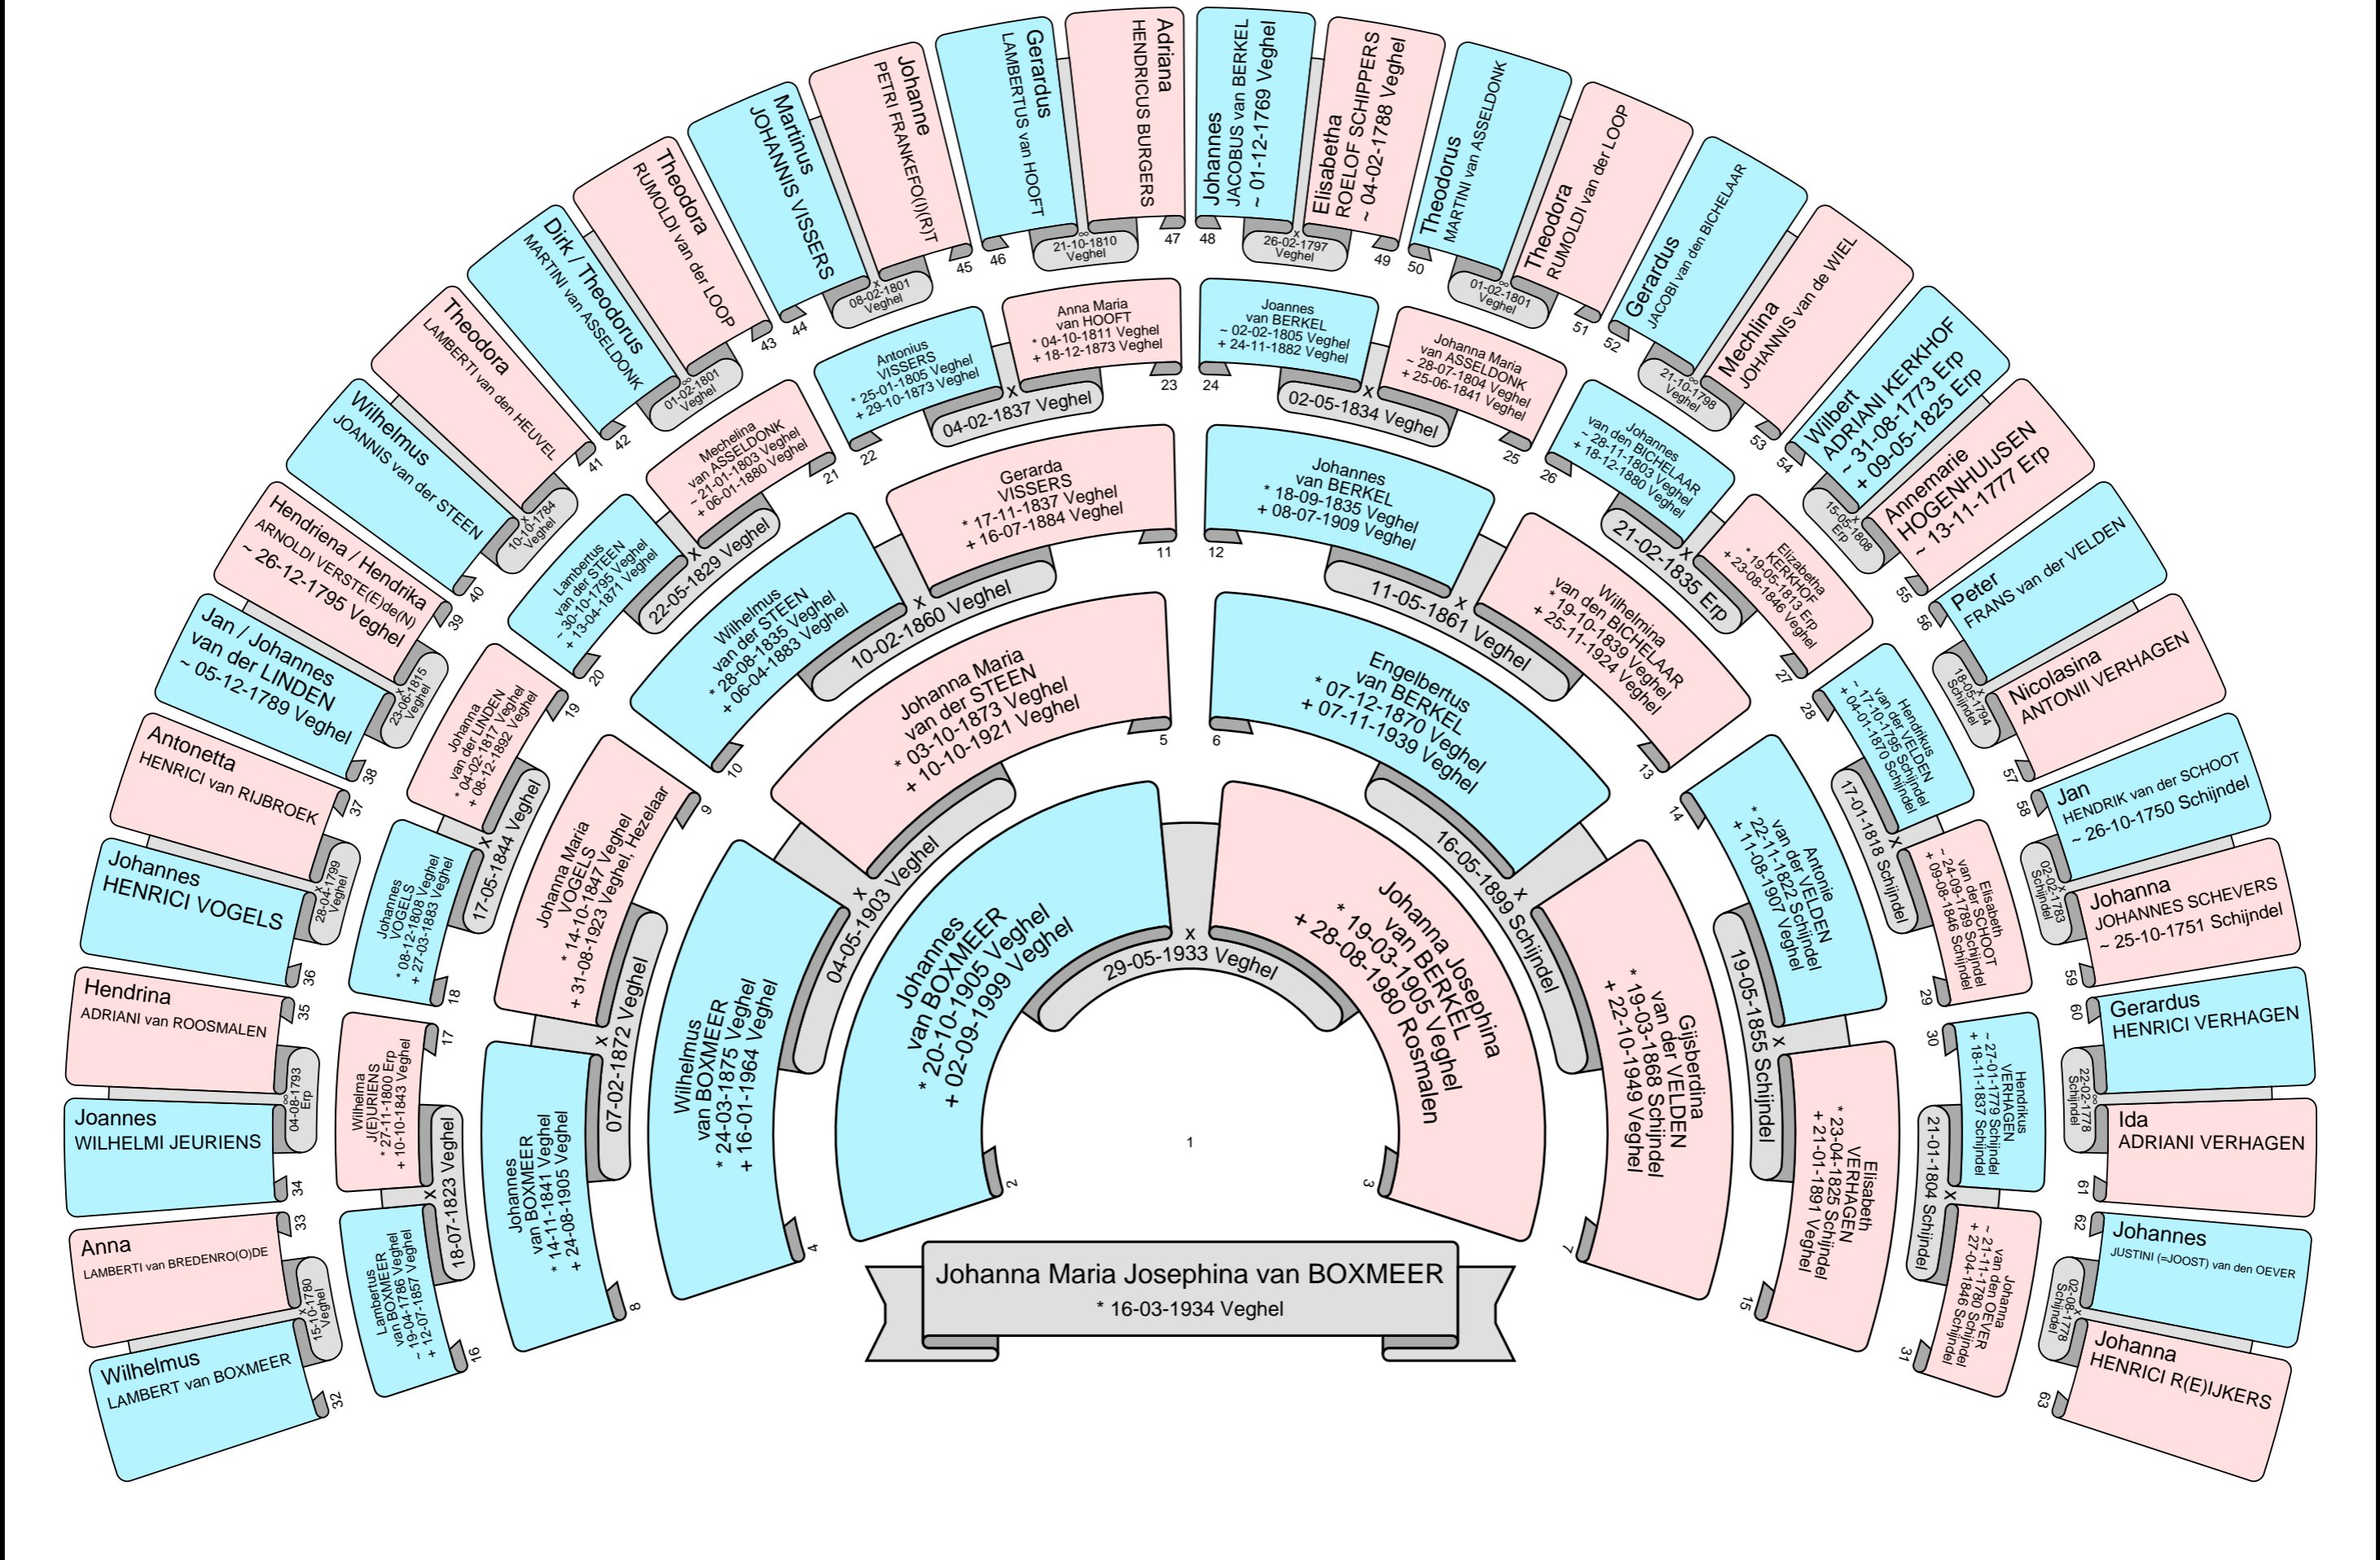 Johanna Maria Josephina van BOXMEER
* 16-03-1934 Veghel
1
Johannes
van BOXMEER
* 20-10-1905 Veghel
+ 02-09-1999 Veghel
2
x
29-05-1933 Veghel
Johanna Josephina
van BERKEL
* 19-03-1905 Veghel
+ 28-08-1980 Rosmalen
3
Wilhelmus
van BOXMEER
* 24-03-1875 Veghel
+ 16-01-1964 Veghel
4
x
04-05-1903 Veghel
Johanna Maria
van der STEEN
* 03-10-1873 Veghel
+ 10-10-1921 Veghel
5
Engelbertus
van BERKEL
* 07-12-1870 Veghel
+ 07-11-1939 Veghel
6
x
16-05-1899 Schijndel
Gijsberdina
van der VELDEN
* 19-03-1868 Schijndel
+ 22-10-1949 Veghel
7
Johannes
van BOXMEER
* 14-11-1841 Veghel
+ 24-08-1905 Veghel
8
x
07-02-1872 Veghel
Johanna Maria
VOGELS
* 14-10-1847 Veghel
+ 31-08-1923 Veghel, Hezelaar
9
Wilhelmus
van der STEEN
* 28-08-1835 Veghel
+ 06-04-1883 Veghel
10
x
10-02-1860 Veghel
Gerarda
VISSERS
* 17-11-1837 Veghel
+ 16-07-1884 Veghel
11
Johannes
van BERKEL
* 18-09-1835 Veghel
+ 08-07-1909 Veghel
12
x
11-05-1861 Veghel
Wilhelmina
van den BICHELAAR
* 19-10-1839 Veghel
+ 25-11-1924 Veghel
13
Antonie
van der VELDEN
* 22-11-1822 Schijndel
+ 11-08-1907 Veghel
14
x
19-05-1855 Schijndel
Elisabeth
VERHAGEN
* 23-04-1825 Schijndel
+ 21-01-1891 Veghel
15
Lambertus
van BOXMEER
~ 19-04-1786 Veghel
+ 12-07-1857 Veghel
16
x
18-07-1823 Veghel
Wilhelma
J(E)URIENS
* 27-11-1800 Erp
+ 10-10-1843 Veghel
17
Johannes
VOGELS
* 08-12-1808 Veghel
+ 27-03-1883 Veghel
18
x
17-05-1844 Veghel
Johanna
van der LINDEN
* 04-02-1817 Veghel
+ 08-12-1892 Veghel
19
Lambertus
van der STEEN
~ 30-10-1795 Veghel
+ 13-04-1871 Veghel
20
x
22-05-1829 Veghel
Mechelina
van ASSELDONK
~ 21-01-1803 Veghel
+ 06-01-1880 Veghel
21
Antonius
VISSERS
* 25-01-1805 Veghel
+ 29-10-1873 Veghel
22
x
04-02-1837 Veghel
Anna Maria
van HOOFT
* 04-10-1811 Veghel
+ 18-12-1873 Veghel
23
Joannes
van BERKEL
~ 02-02-1805 Veghel
+ 24-11-1882 Veghel
24
x
02-05-1834 Veghel
Johanna Maria
van ASSELDONK
~ 28-07-1804 Veghel
+ 25-06-1841 Veghel
25
Johannes
van den BICHELAAR
~ 28-11-1803 Veghel
+ 18-12-1880 Veghel
26
x
21-02-1835 Erp
Elizabetha
KERKHOF
* 19-05-1813 Erp
+ 23-08-1846 Veghel
27
Hendrikus
van der VELDEN
~ 17-10-1795 Schijndel
+ 04-01-1870 Schijndel
28
x
17-01-1818 Schijndel
Elisabeth
van der SCHOOT
~ 24-09-1789 Schijndel
+ 09-08-1846 Schijndel
29
Hendrikus
VERHAGEN
~ 27-01-1779 Schijndel
+ 18-11-1837 Schijndel
30
x
21-01-1804 Schijndel
Johanna
van den OEVER
~ 21-11-1780 Schijndel
+ 27-04-1846 Schijndel
31
Wilhelmus
LAMBERT van BOXMEER
32
x
15-10-1780
Veghel
Anna
LAMBERTI van BREDENRO(O)DE
33
Joannes
WILHELMI JEURIENS
34
∞
04-08-1793
Erp
Hendrina
ADRIANI van ROOSMALEN
35
Johannes
HENRICI VOGELS
36
x
28-04-1799
Veghel
Antonetta
HENRICI van RIJBROEK
37
Jan / Johannes
van der LINDEN
~ 05-12-1789 Veghel
38
x
23-06-1815
Veghel
Hendriena / Hendrika
ARNOLDI VERSTE(E)de(N)
~ 26-12-1795 Veghel
39
Wilhelmus
JOANNIS van der STEEN
40
x
10-10-1784
Veghel
Theodora
LAMBERTI van den HEUVEL
41
Dirk / Theodorus
MARTINI van ASSELDONK
42
∞
01-02-1801
Veghel
Theodora
RUMOLDI van der LOOP
43
Martinus
JOHANNIS VISSERS
44
x
08-02-1801
Veghel
Johanne
PETRI FRANKEFO(I)(R)T
45
Gerardus
LAMBERTUS van HOOFT
46
∞
21-10-1810
Veghel
Adriana
HENDRICUS BURGERS
47
Johannes
JACOBUS van BERKEL
~ 01-12-1769 Veghel
48
x
26-02-1797
Veghel
Elisabetha
ROELOF SCHIPPERS
~ 04-02-1788 Veghel
49
Theodorus
MARTINI van ASSELDONK
50
∞
01-02-1801
Veghel
Theodora
RUMOLDI van der LOOP
51
Gerardus
JACOBI van den BICHELAAR
52
∞
21-10-1798
Veghel
Mechlina
JOHANNIS van de WIEL
53
Wilbert
ADRIANI KERKHOF
~ 31-08-1773 Erp
+ 09-05-1825 Erp
54
x
15-05-1808
Erp
Annemarie
HOGENHUIJSEN
~ 13-11-1777 Erp
55
Peter
FRANS van der VELDEN
56
x
18-05-1794
Schijndel
Nicolasina
ANTONII VERHAGEN
57
Jan
HENDRIK van der SCHOOT
~ 26-10-1750 Schijndel
58
x
02-02-1783
Schijndel
Johanna
JOHANNES SCHEVERS
~ 25-10-1751 Schijndel
59
Gerardus
HENRICI VERHAGEN
60
∞
22-02-1778
Schijndel
Ida
ADRIANI VERHAGEN
61
Johannes
JUSTINI (=JOOST) van den OEVER
62
x
02-08-1778
Schijndel
Johanna
HENRICI R(E)IJKERS
63